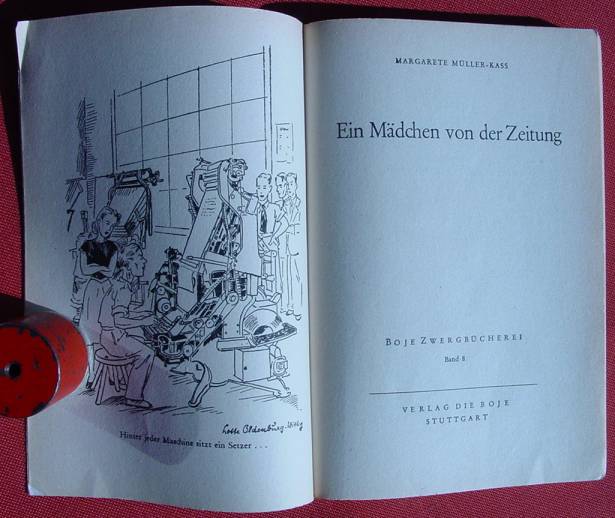 Lotte Oldenburg-Wittig
Hinter jeder Maschine sitzt ein Setzer . . .
MARGARETE MÜLLER-KASS
Ein Mädchen von der Zeitung
BOJE ZWERGBÜCHEREI
Band 8
VERLAG DIE BOJE
STUTTGART